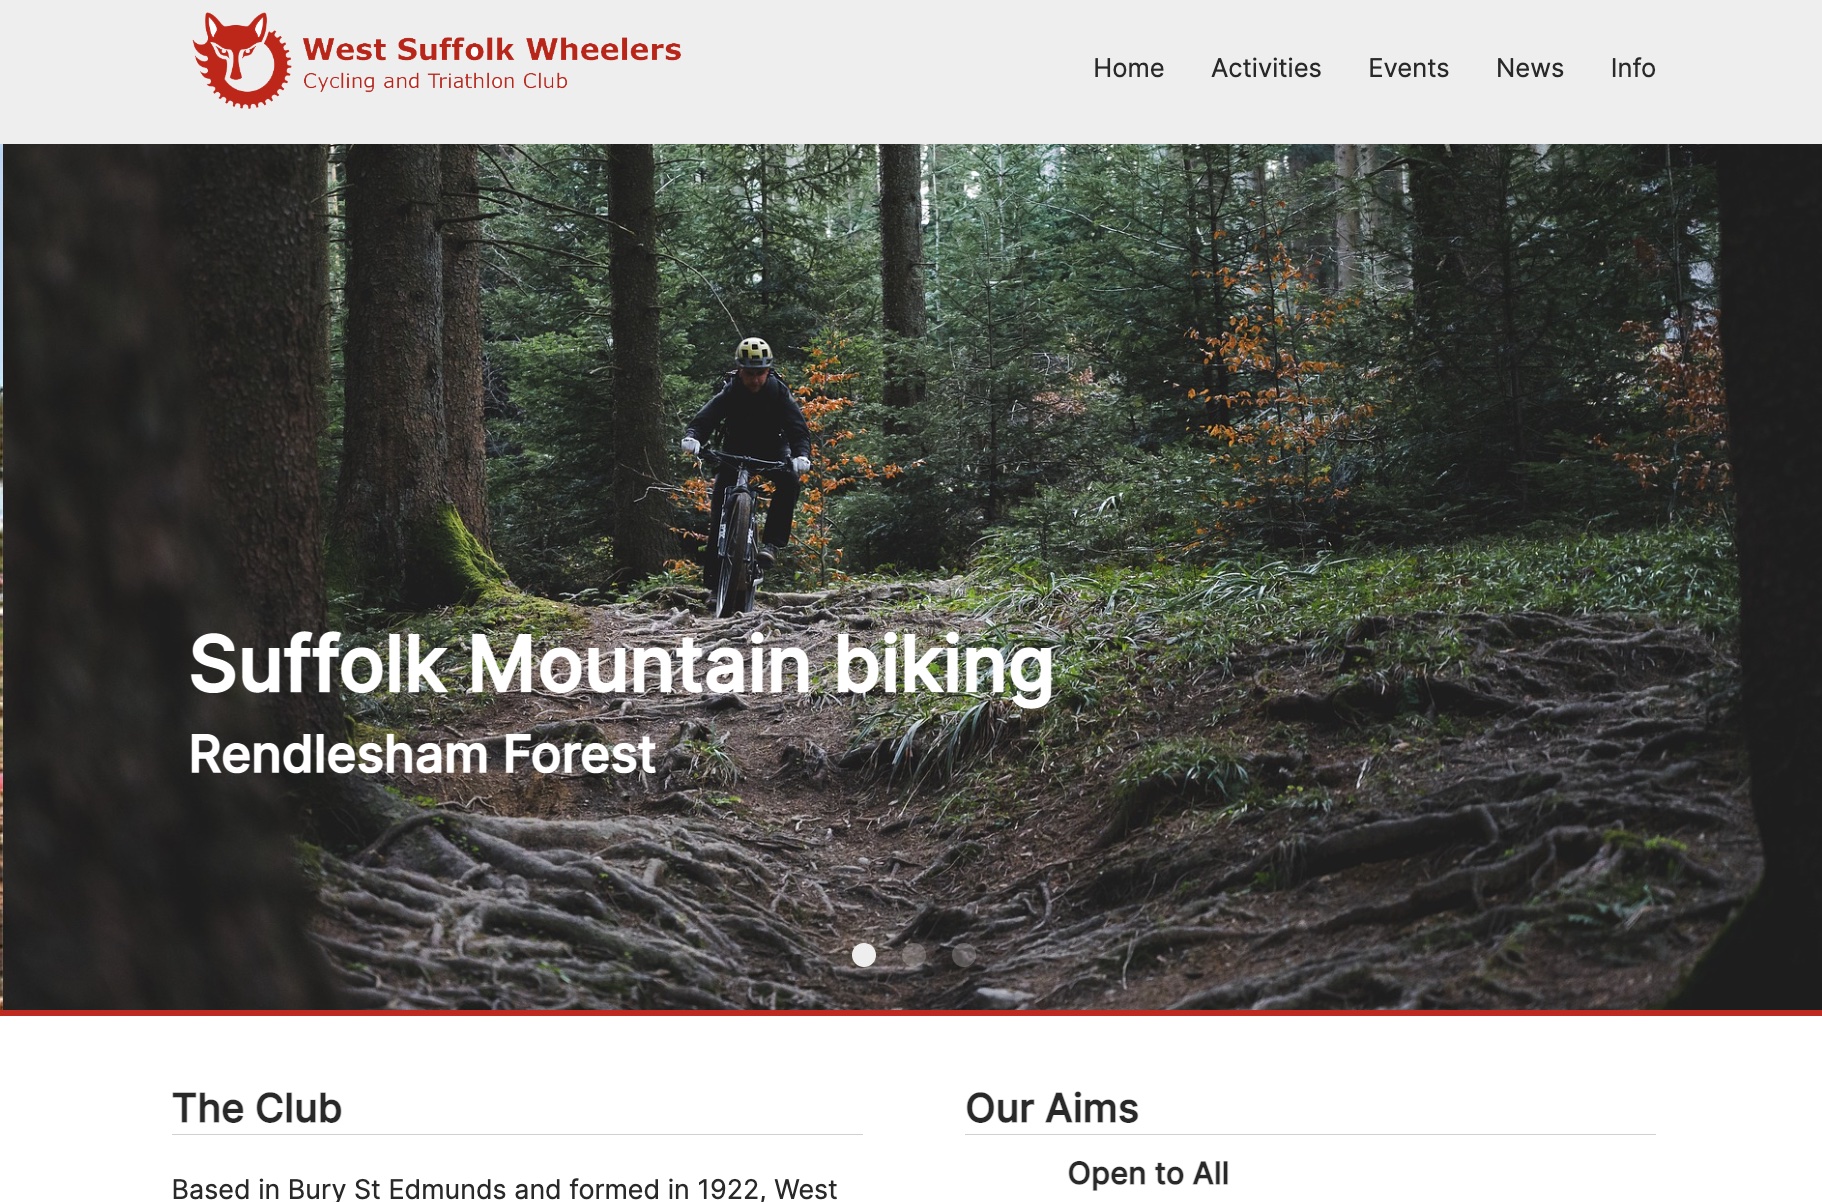 West Suffolk Wheelers
Cycling and Triathlon Club
Home Activities Events News Info
Suffolk Mountain biking
Rendlesham Forest
The Club
Based in Bury St Edmunds and formed in 1922, West
Our Aims
Open to All